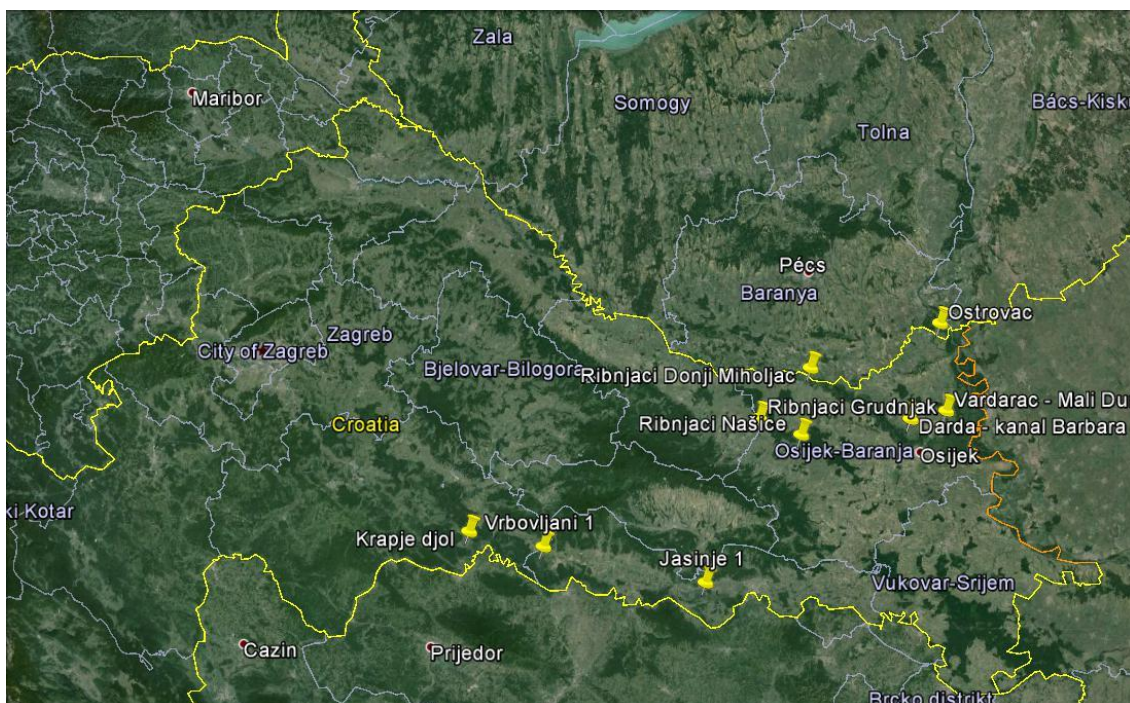 Zala
Maribor
Somogy
Bács-Kisku
Tolna
Pécs
Baranya
Ostrovac
Zagreb
City of Zagreb
Bjelovar-Bilogora
Ribnjaci Donji Miholjac
Vardarac - Mali Du
Ribnjaci Grudnjak
Ribnjaci Našice
Darda - kanal Barbara
Croatia
Osijek-Baranja
Osijek
ki Kotar
Vrbovljani 1
Krapje djol
Jasinje 1
Vukovar-Srijem
Cazin
Prijedor
Brcko distrikt